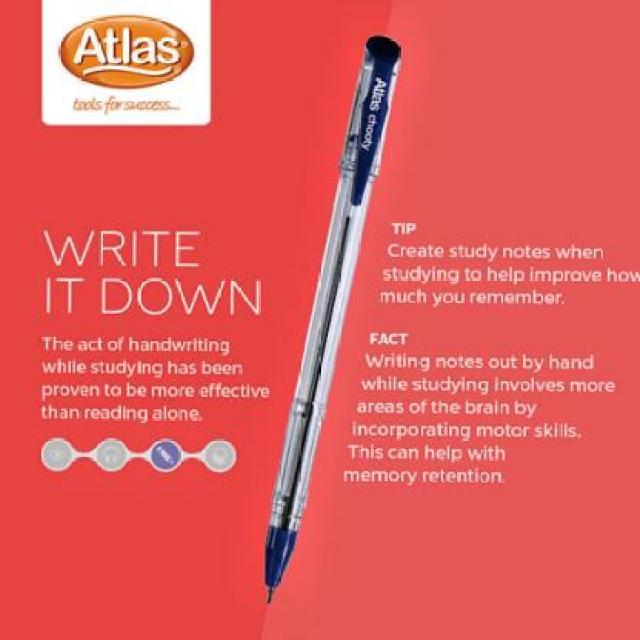 Atlas
tools for success...
Atlas chooty
WRITE
IT DOWN
The act of handwriting
while studying has been
proven to be more effective
than reading alone.
TIP
Create study notes when
studying to help improve how
much you remember.
FACT
Writing notes out by hand
while studying involves more
areas of the brain by
incorporating motor skills.
This can help with
memory retention.